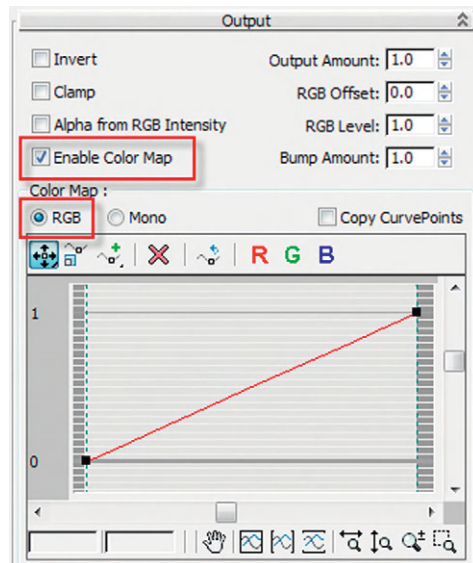 Output
Invert
Output Amount: 1.0
Clamp
RGB Offset: 0.0
Alpha from RGB Intensity
RGB Level: 1.0
Enable Color Map
Bump Amount: 1.0
Color Map :
RGB Mono Copy CurvePoints
R G B
1
0